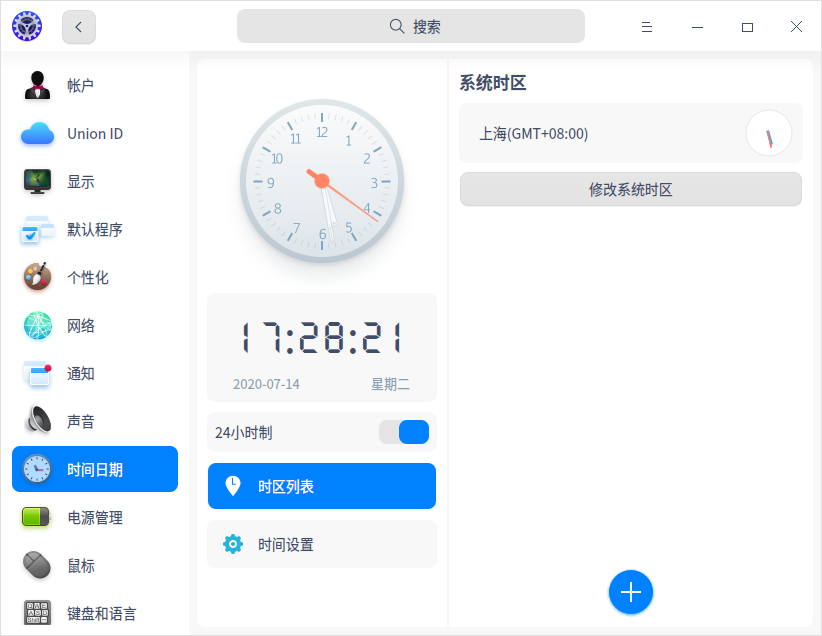 搜索
帐户
Union ID
显示
默认程序
个性化
网络
通知
声音
时间日期
电源管理
鼠标
键盘和语言
12
1
2
3
4
5
6
7
8
9
10
11
17:28:21
2020-07-14 星期二
24小时制
时区列表
时间设置
系统时区
上海(GMT+08:00)
修改系统时区